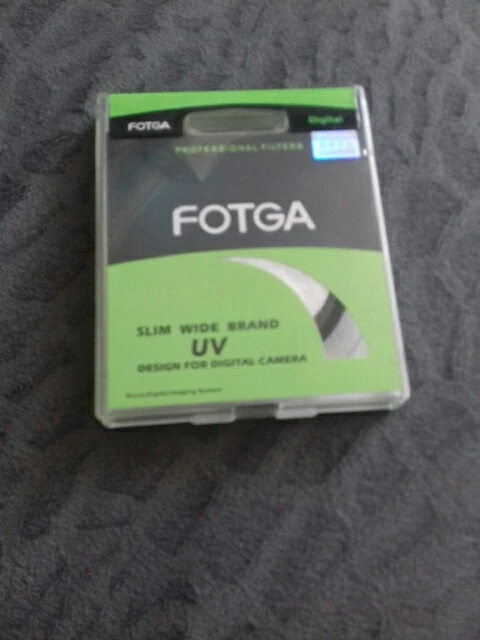 FOTGA Digital
PROFESSIONAL FILTERS
FOTGA
SLIM WIDE BRAND
UV
DESIGN FOR DIGITAL CAMERA